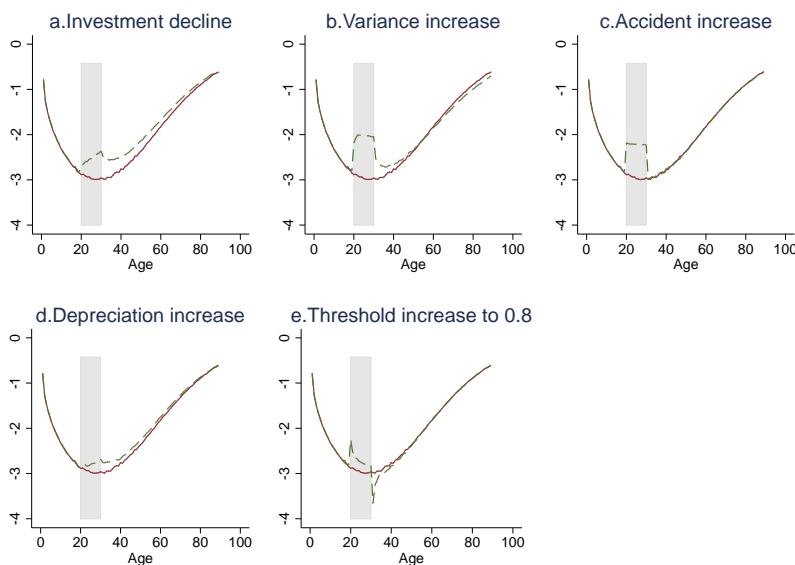 a.Investment decline
b.Variance increase
c.Accident increase
0
-1
-2
-3
-4
0 20 40 60 80 100
Age
0
-1
-2
-3
-4
0 20 40 60 80 100
Age
0
-1
-2
-3
-4
0 20 40 60 80 100
Age
d.Depreciation increase
e.Threshold increase to 0.8
0
-1
-2
-3
-4
0 20 40 60 80 100
Age
0
-1
-2
-3
-4
0 20 40 60 80 100
Age